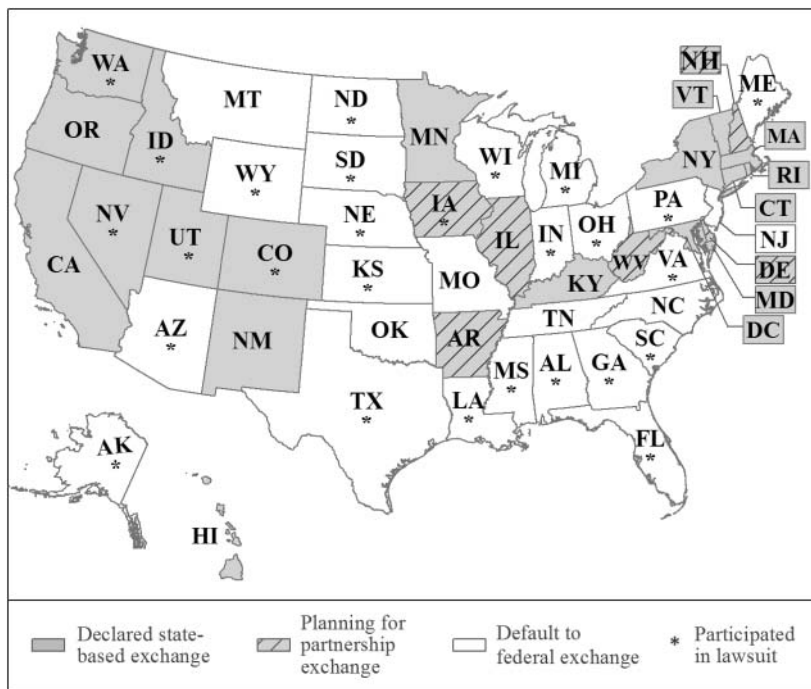 WA
*
MT
ND
*
MN
NH
VT
ME
*
OR
ID
*
SD
*
WI
*
MI
*
NY
MA
WY
*
RI
NV
*
NE
*
IA
*
PA
*
CT
UT
*
CO
*
IL
IN
*
OH
*
NJ
CA
KS
*
MO
KY
WV
VA
*
DE
MD
AZ
*
NM
OK
AR
TN
NC
DC
SC
*
TX
*
MS
*
AL
*
GA
*
LA
*
FL
*
AK
*
HI
Declared state-
based exchange
Planning for
partnership
exchange
Default to
federal exchange
* Participated
in lawsuit